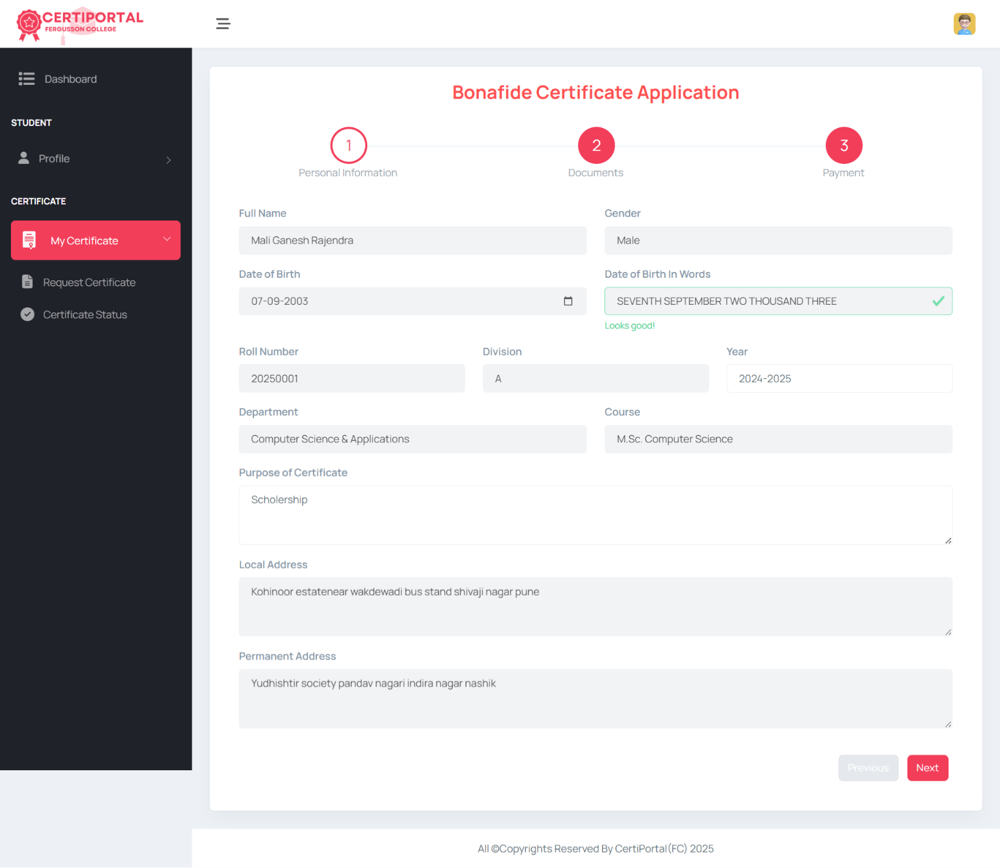 CERTIPORTAL
FERGUSSON COLLEGE
Dashboard
STUDENT
Profile
CERTIFICATE
My Certificate
Request Certificate
Certificate Status
Bonafide Certificate Application
1
2
3
Personal Information
Documents
Payment
Full Name
Gender
Mali Ganesh Rajendra
Male
Date of Birth
Date of Birth In Words
07-09-2003
SEVENTH SEPTEMBER TWO THOUSAND THREE
Looks good!
Roll Number
Division
Year
20250001
A
2024-2025
Department
Course
Computer Science & Applications
M.Sc. Computer Science
Purpose of Certificate
Scholership
Local Address
Kohinoor estatenear wakdewadi bus stand shivaji nagar pune
Permanent Address
Yudhishtir society pandav nagari indira nagar nashik
Previous
Next
All ©Copyrights Reserved By CertiPortal(FC) 2025